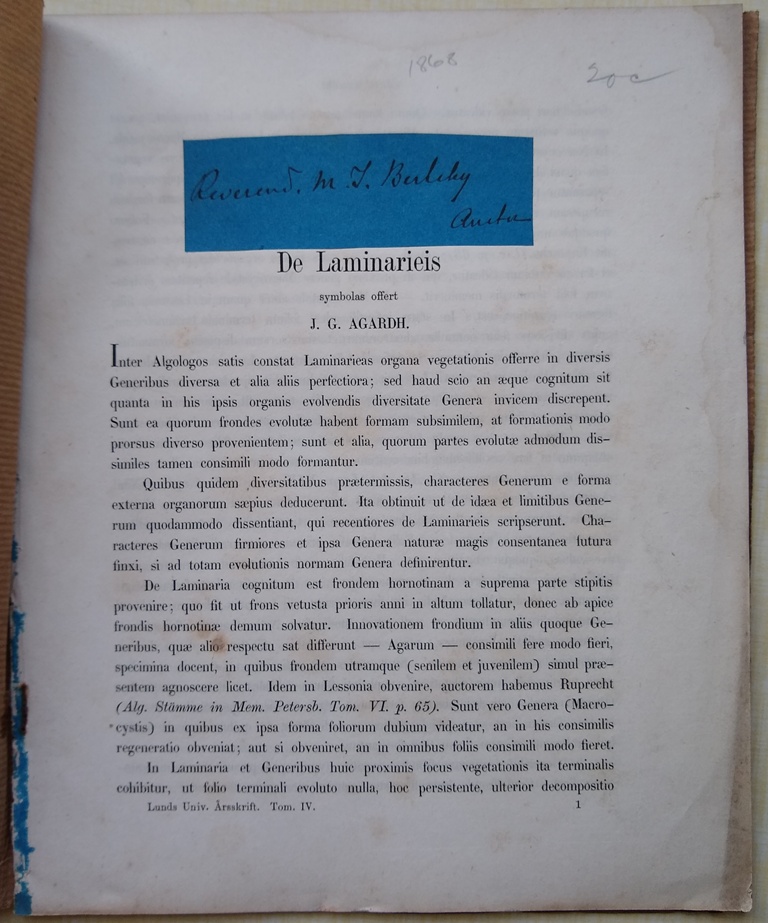 1868
20c
Reverend. M. J. Berkeley
Auctor
De Laminarieis
symbolas offert
J. G. AGARDH.
Inter Algologos satis constat Laminarieas organa vegetationis offerre in diversis
Generibus diversa et alia aliis perfectiora; sed haud scio an æque cognitum sit
quanta in his ipsis organis evolvendis diversitate Genera invicem discrepent.
Sunt ea quorum frondes evolutæ habent formam subsimilem, at formationis modo
prorsus diverso provenientem; sunt et alia, quorum partes evolutæ admodum dis-
similes tamen consimili modo formantur.
Quibus quidem diversitatibus prætermissis, characteres Generum e forma
externa organorum sæpius deducerunt. Ita obtinuit ut de idæa et limitibus Gene-
rum quodammodo dissentiant, qui recentiores de Laminarieis scripserunt. Cha-
racteres Generum firmiores et ipsa Genera naturæ magis consentanea futura
finxi, si ad totam evolutionis normam Genera definirentur.
De Laminaria cognitum est frondem hornotinam a suprema parte stipitis
provenire; quo fit ut frons vetusta prioris anni in altum tollatur, donec ab apice
frondis hornotinæ demum solvatur. Innovationem frondium in aliis quoque Ge-
neribus, quæ alio respectu sat differunt — Agarum — consimili fere modo fieri,
specimina docent, in quibus frondem utramque (senilem et juvenilem) simul præ-
sentem agnoscere licet. Idem in Lessonia obvenire, auctorem habemus Ruprecht
(Alg. Stämme in Mem. Petersb. Tom. VI. p. 65). Sunt vero Genera (Macro-
cystis) in quibus ex ipsa forma foliorum dubium videatur, an in his consimilis
regeneratio obveniat; aut si obveniret, an in omnibus foliis consimili modo fieret.
In Laminaria et Generibus huic proximis focus vegetationis ita terminalis
cohibitur, ut folio terminali evoluto nulla, hoc persistente, ulterior decompositio
Lunds Univ. Årsskrift. Tom. IV. 1